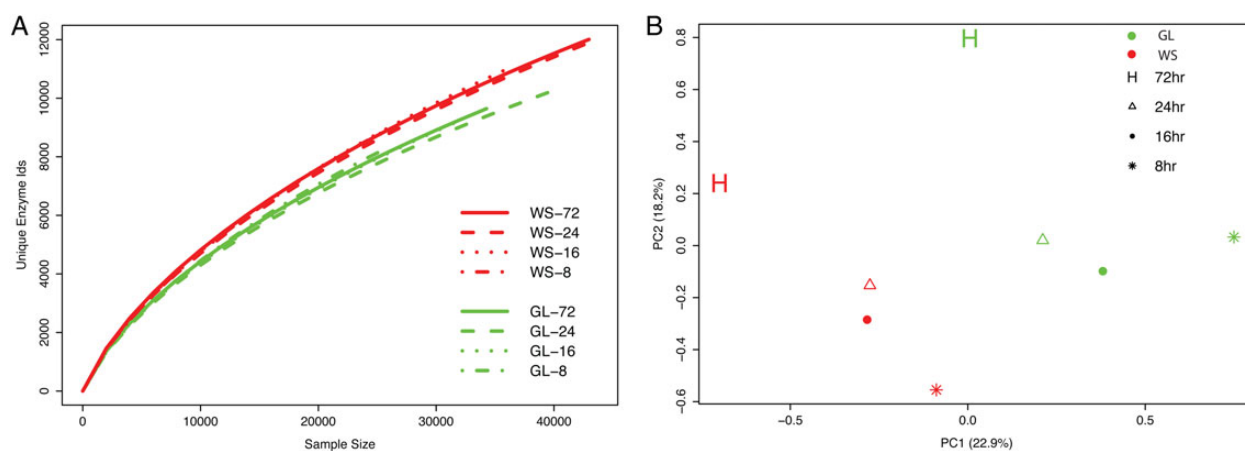 A
12000
10000
8000
6000
4000
2000
0
Unique Enzyme Ids
0 10000 20000 30000 40000
Sample Size
WS-72
WS-24
WS-16
WS-8
GL-72
GL-24
GL-16
GL-8
B
0.8
0.6
0.4
0.2
0.0
−0.2
−0.4
−0.6
PC2 (18.2%)
−0.5 0.0 0.5
PC1 (22.9%)
GL
WS
H 72hr
24hr
16hr
8hr
H
H